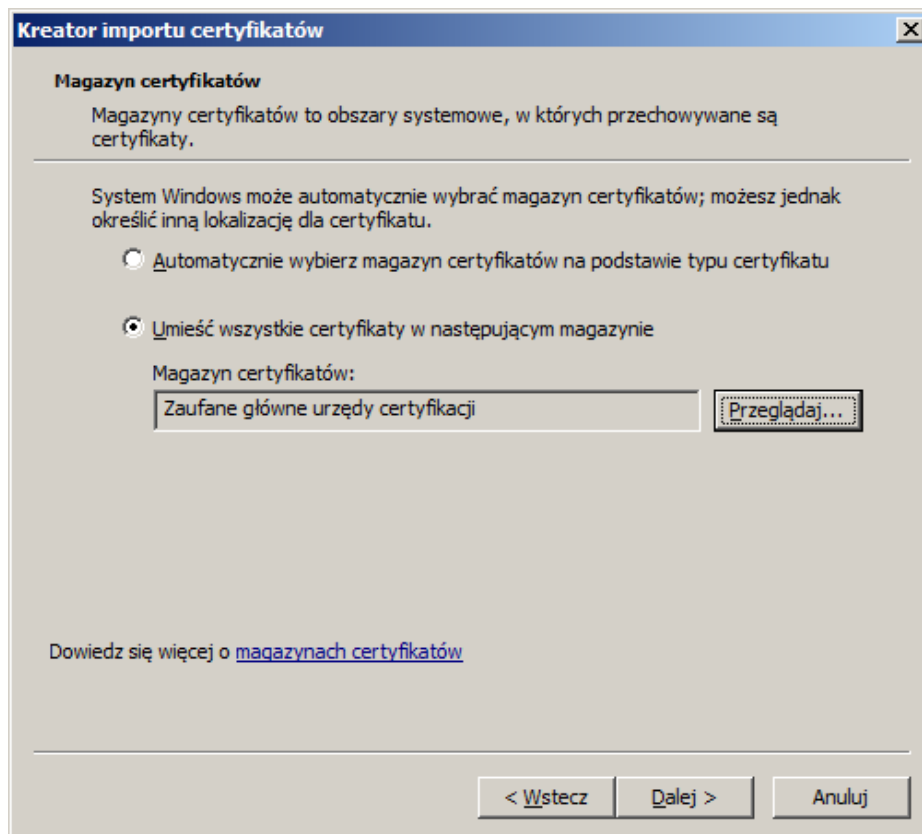 Kreator importu certyfikatów
Magazyn certyfikatów
Magazyny certyfikatów to obszary systemowe, w których przechowywane są
certyfikaty.
System Windows może automatycznie wybrać magazyn certyfikatów; możesz jednak
określić inną lokalizację dla certyfikatu.
Automatycznie wybierz magazyn certyfikatów na podstawie typu certyfikatu
Umieść wszystkie certyfikaty w następującym magazynie
Magazyn certyfikatów:
Zaufane główne urzędy certyfikacji
Przeglądaj...
Dowiedz się więcej o magazynach certyfikatów
< Wstecz
Dalej >
Anuluj